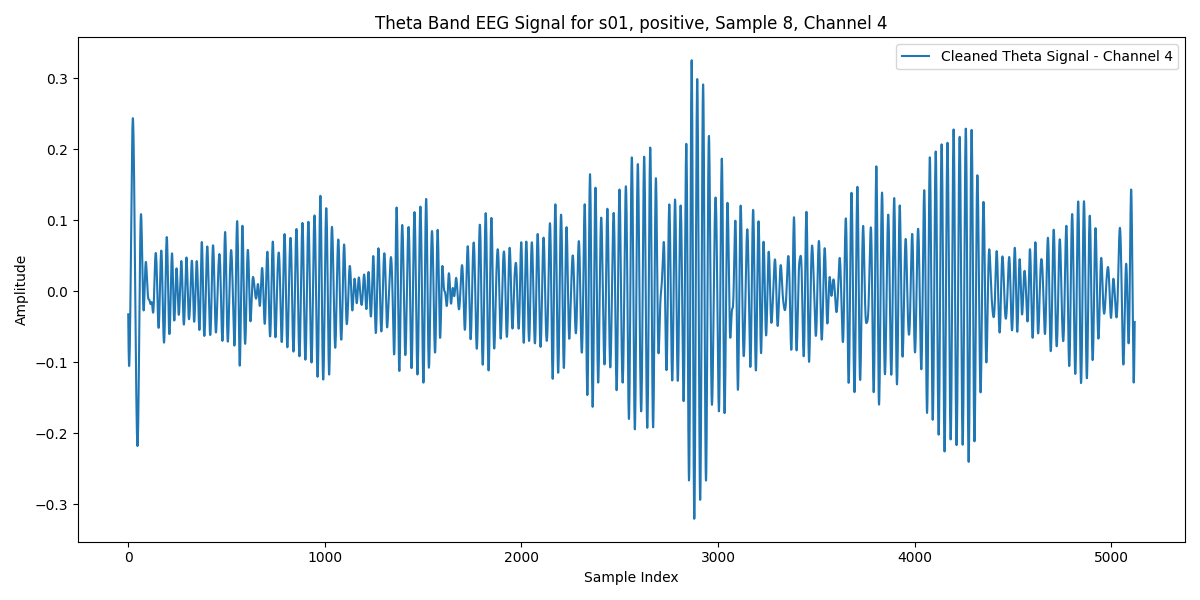 Theta Band EEG Signal for s01, positive, Sample 8, Channel 4
Cleaned Theta Signal - Channel 4
Amplitude
0.3
0.2
0.1
0.0
−0.1
−0.2
−0.3
0 1000 2000 3000 4000 5000
Sample Index